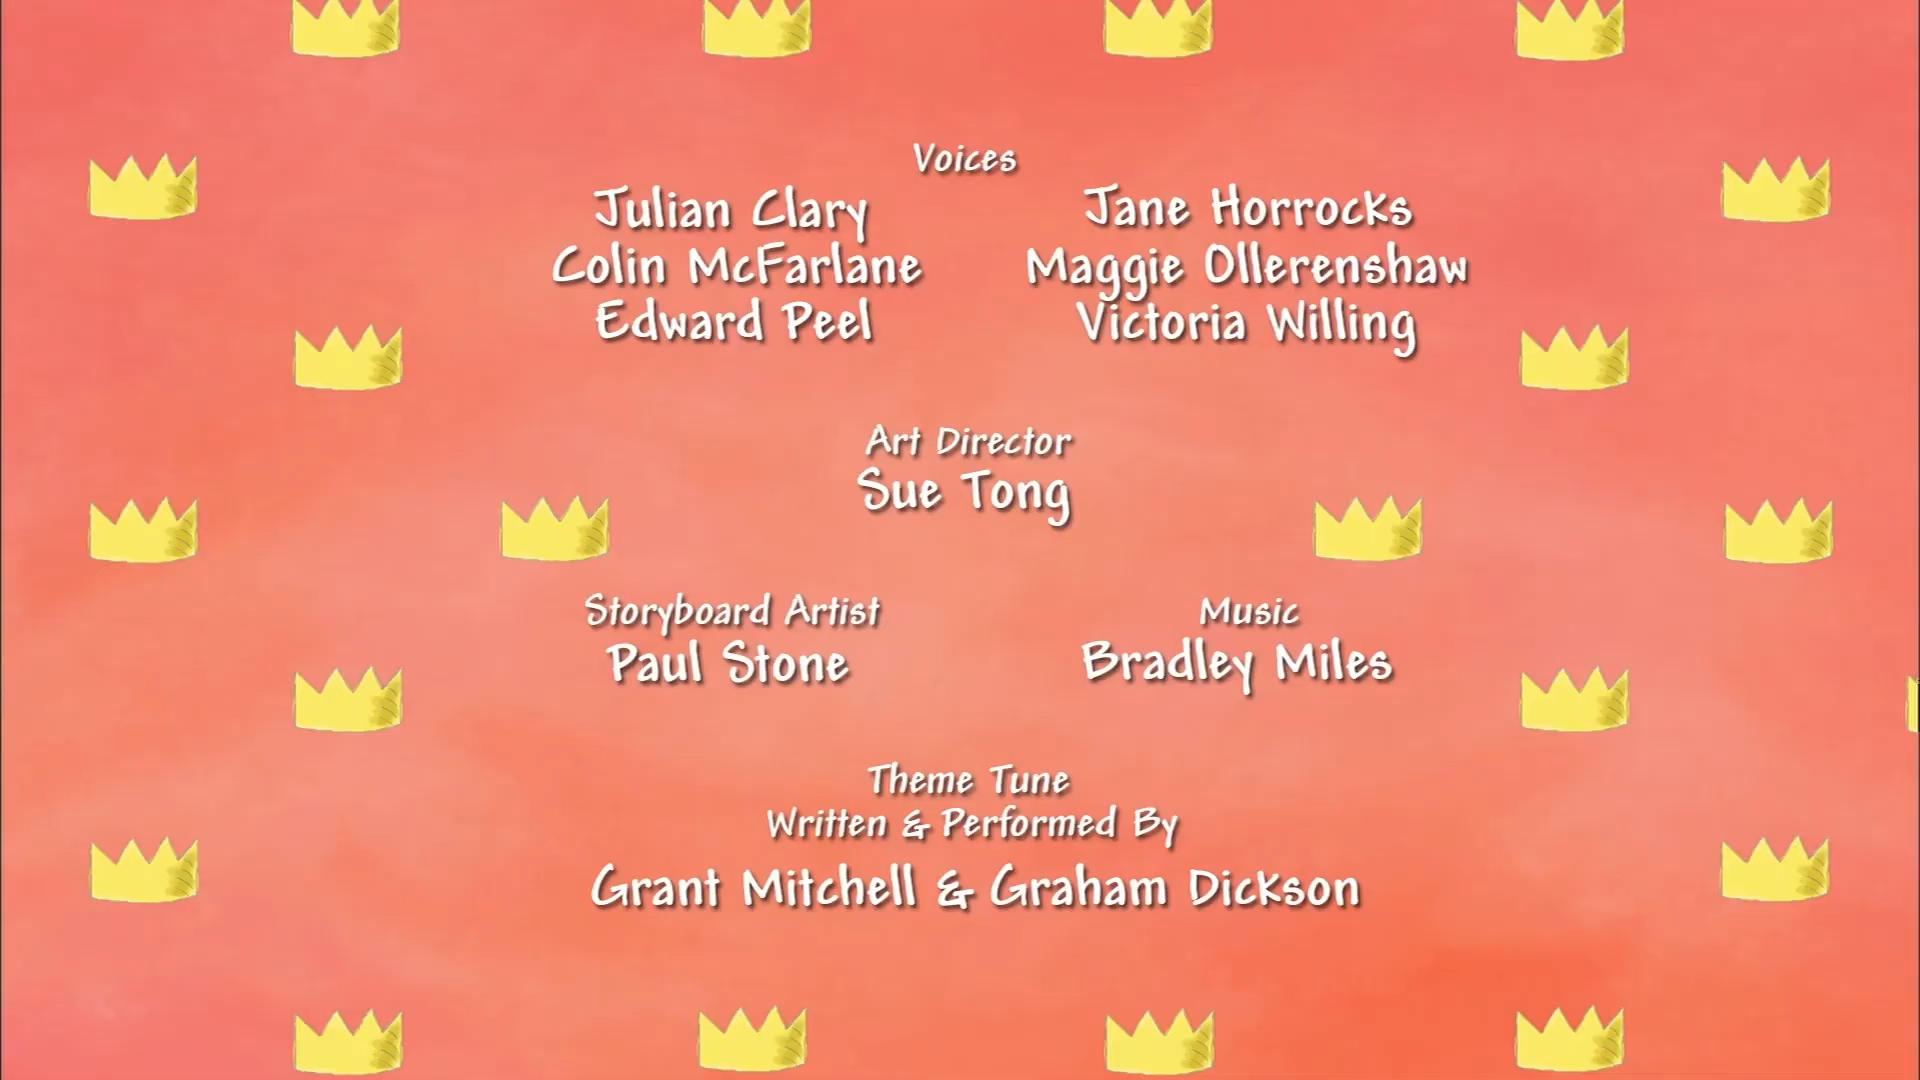 Voices
Julian Clary
Jane Horrocks
Colin McFarlane
Maggie Ollerenshaw
Edward Peel
Victoria Willing
Art Director
Sue Tong
Storyboard Artist
Paul Stone
Music
Bradley Miles
Theme Tune
Written & Performed By
Grant Mitchell & Graham Dickson